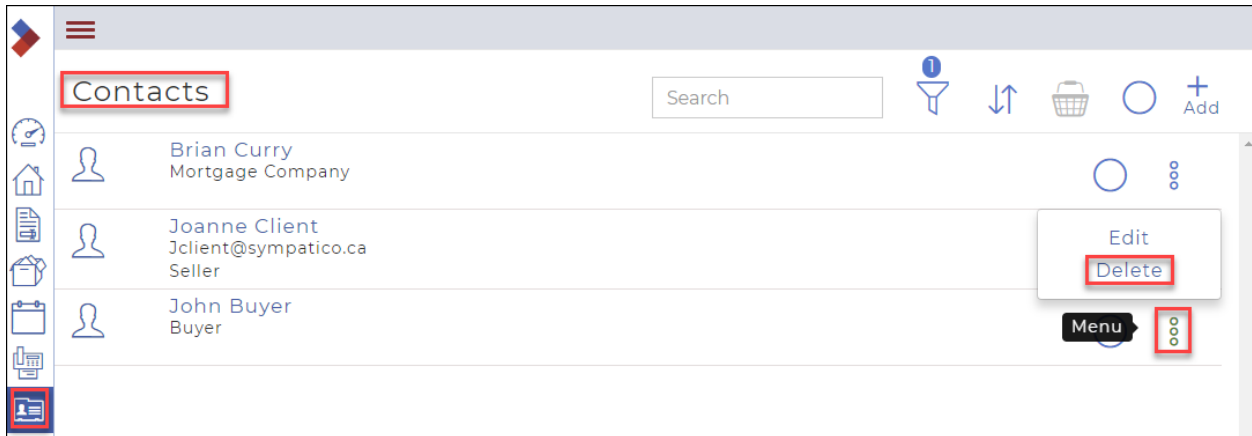 1
Contacts
Search
Add
Brian Curry
Mortgage Company
Joanne Client
Jclient@sympatico.ca
Seller
Edit
Delete
John Buyer
Buyer
Menu